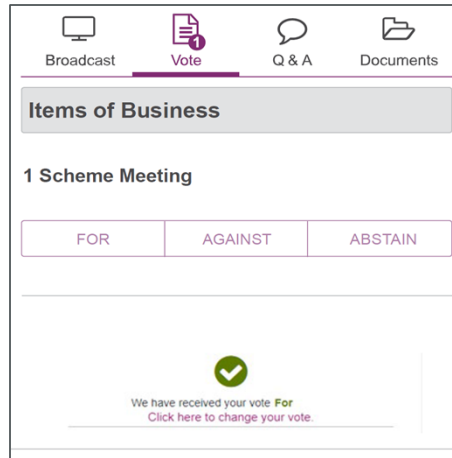 Broadcast
1
Vote
Q & A
Documents
Items of Business
1 Scheme Meeting
FOR
AGAINST
ABSTAIN
We have received your vote For
Click here to change your vote.